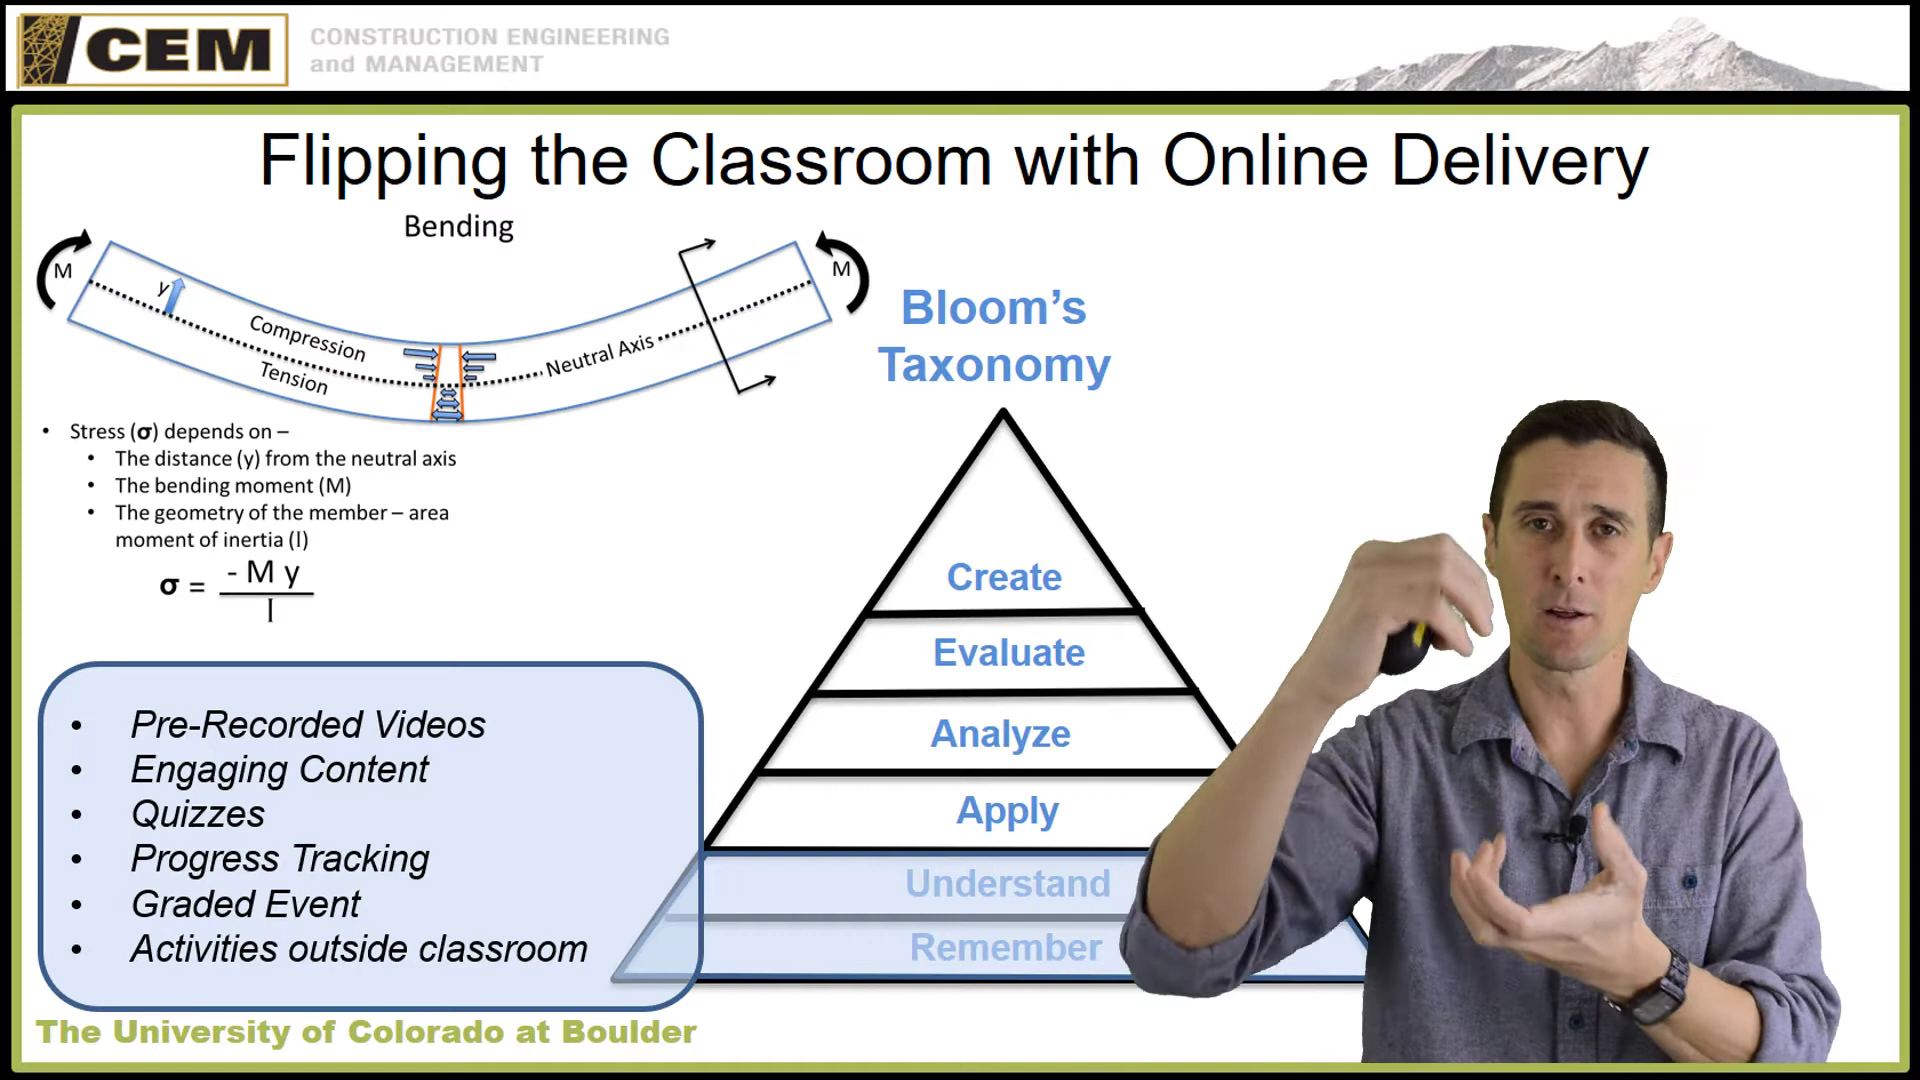 CEM
CONSTRUCTION ENGINEERING
and MANAGEMENT
Flipping the Classroom with Online Delivery
Bending
M
y
Compression
Tension
Neutral Axis
M
• Stress (σ) depends on –
• The distance (y) from the neutral axis
• The bending moment (M)
• The geometry of the member – area
moment of inertia (I)
σ = - M y
I
Bloom's
Taxonomy
Create
Evaluate
Analyze
Apply
Understand
Remember
• Pre-Recorded Videos
• Engaging Content
• Quizzes
• Progress Tracking
• Graded Event
• Activities outside classroom
The University of Colorado at Boulder